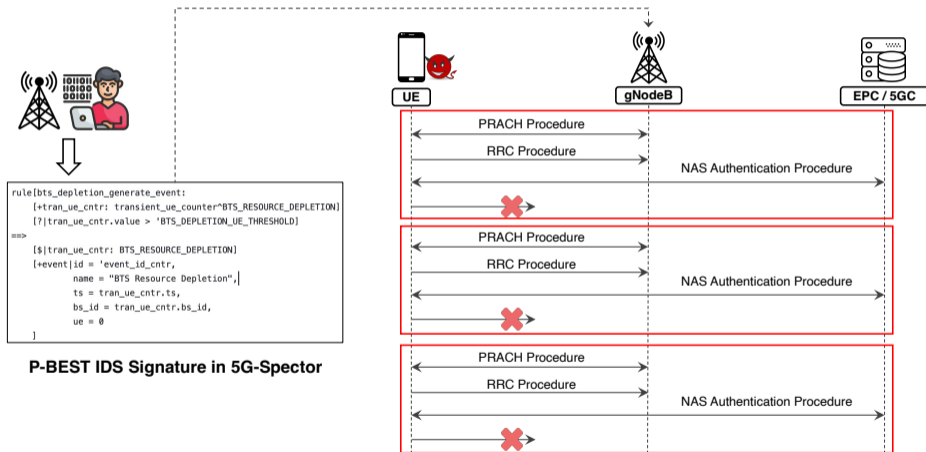 UE
gNodeB
EPC / 5GC
PRACH Procedure
RRC Procedure
NAS Authentication Procedure
PRACH Procedure
RRC Procedure
NAS Authentication Procedure
PRACH Procedure
RRC Procedure
NAS Authentication Procedure
101011
010100
rule[bts_depletion_generate_event:
[+tran_ue_cntr: transient_ue_counter^BTS_RESOURCE_DEPLETION]
[?|tran_ue_cntr.value > 'BTS_DEPLETION_UE_THRESHOLD]
==>
[$|tran_ue_cntr: BTS_RESOURCE_DEPLETION]
[+event|id = 'event_id_cntr,
name = "BTS Resource Depletion",
ts = tran_ue_cntr.ts,
bs_id = tran_ue_cntr.bs_id,
ue = 0
]
P-BEST IDS Signature in 5G-Spector